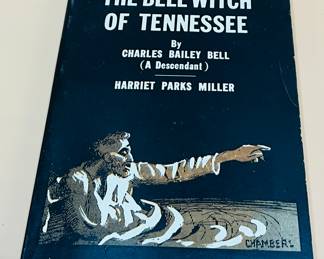 THE BELL WITCH
OF TENNESSEE
By
CHARLES BAILEY BELL
(A Descendant)
HARRIET PARKS MILLER
CHAMBERS